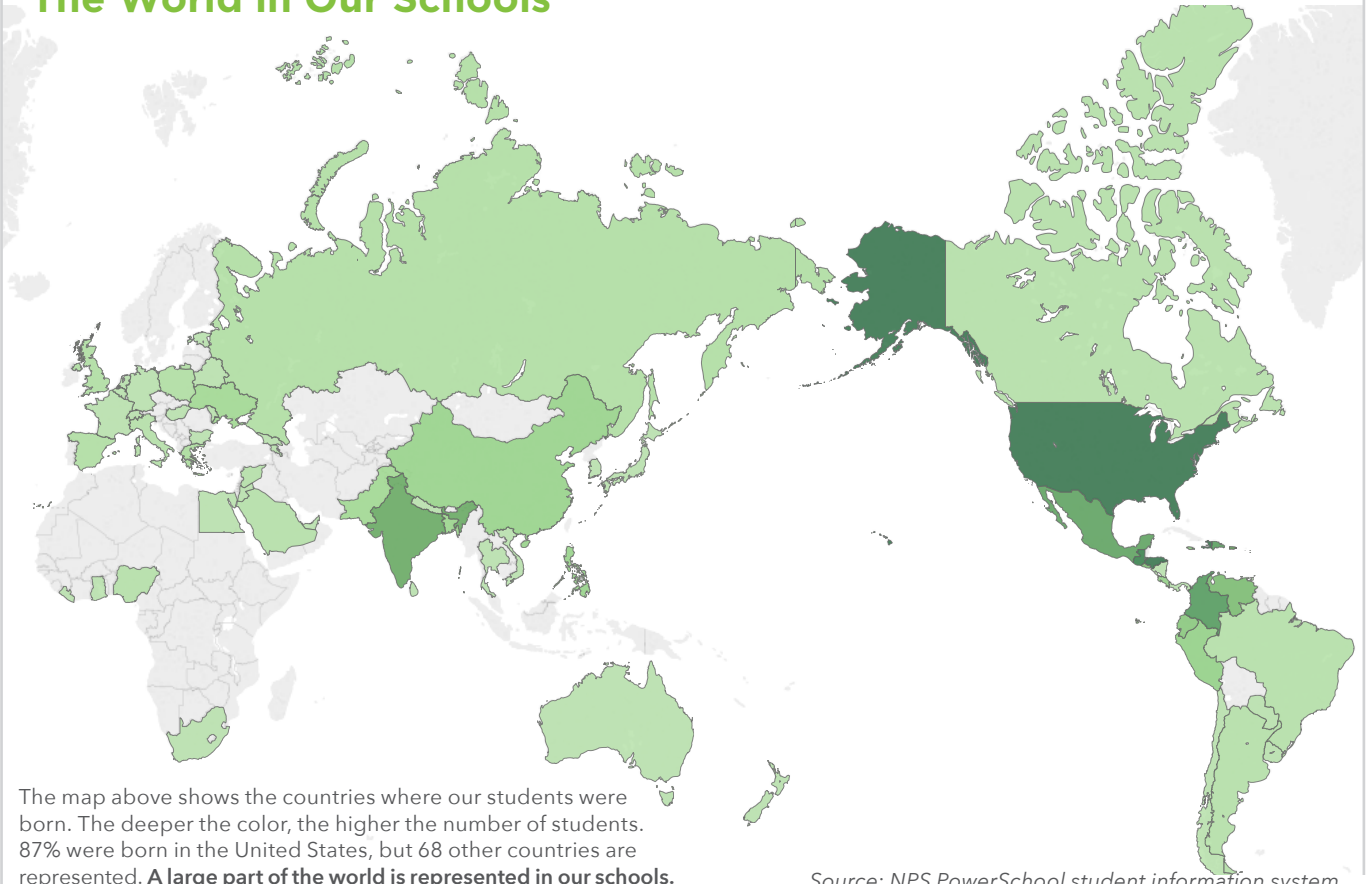 The World in Our Schools
The map above shows the countries where our students were
born. The deeper the color, the higher the number of students.
87% were born in the United States, but 68 other countries are
represented. A large part of the world is represented in our schools.
Source: NPS PowerSchool student information system